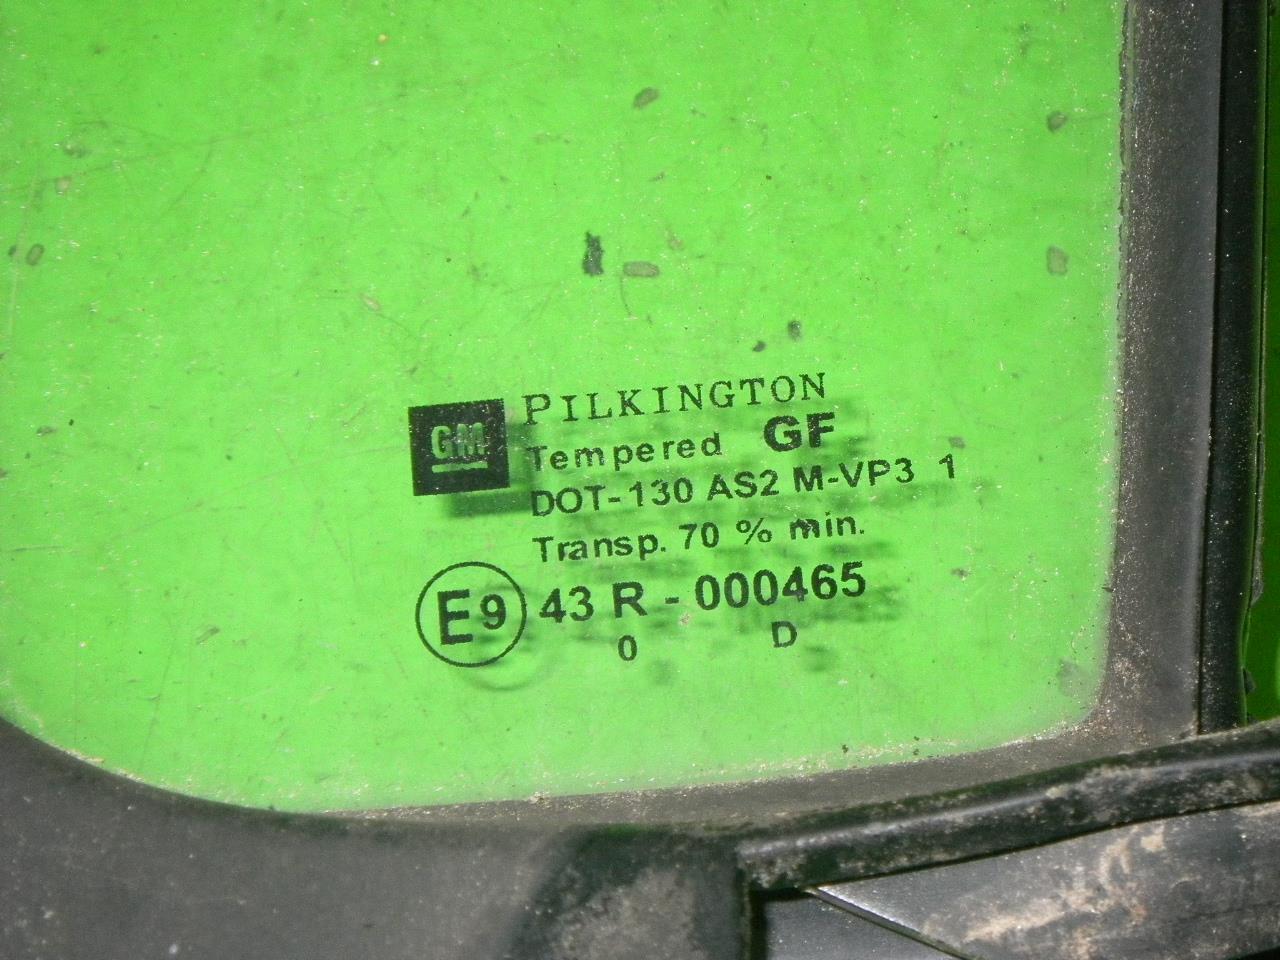 GM
PILKINGTON
Tempered GF
DOT-130 AS2 M-VP3 1
Transp. 70 % min.
E9 43 R - 000465
0 D